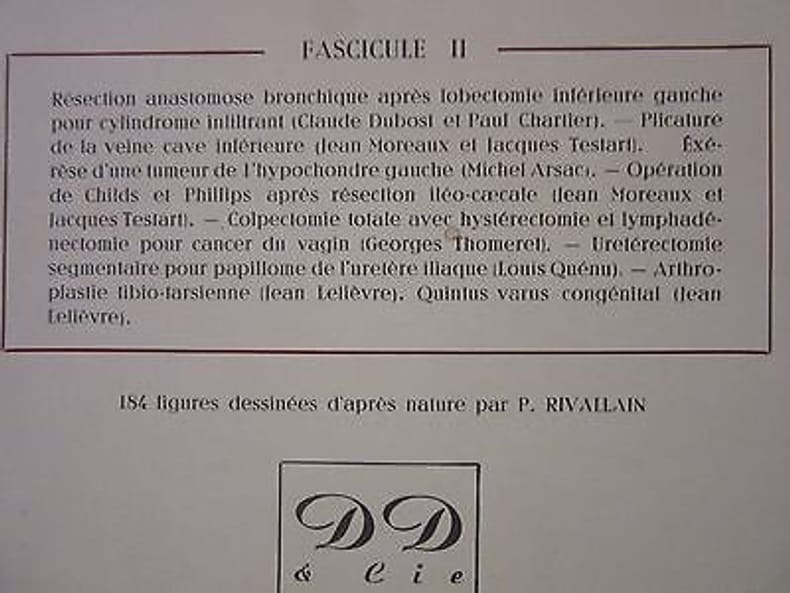 FASCICULE II
Résection anastomose bronchique après lobectomie inférieure gauche
pour cylindrome infiltrant (Claude Dubost et Paul Chartier). — Plicature
de la veine cave inférieure (Jean Moreaux et Jacques Testart). Exé-
rèse d'une tumeur de l'hypochondre gauche (Michel Arsac). — Opération
de Childs et Phillips après résection iléo-cæcale (Jean Moreaux et
Jacques Testart). — Colpectomie totale avec hystérectomie et lymphadé-
nectomie pour cancer du vagin (Georges Thomeret). — Uretérectomie
segmentaire pour papillome de l'uretère iliaque (Louis Quénu). — Arthro-
plastie tibio-tarsienne (Jean Lelièvre). Quintus varus congénital (Jean
Lelièvre).
184 figures dessinées d'après nature par P. RIVALLAIN
DD
& Cie